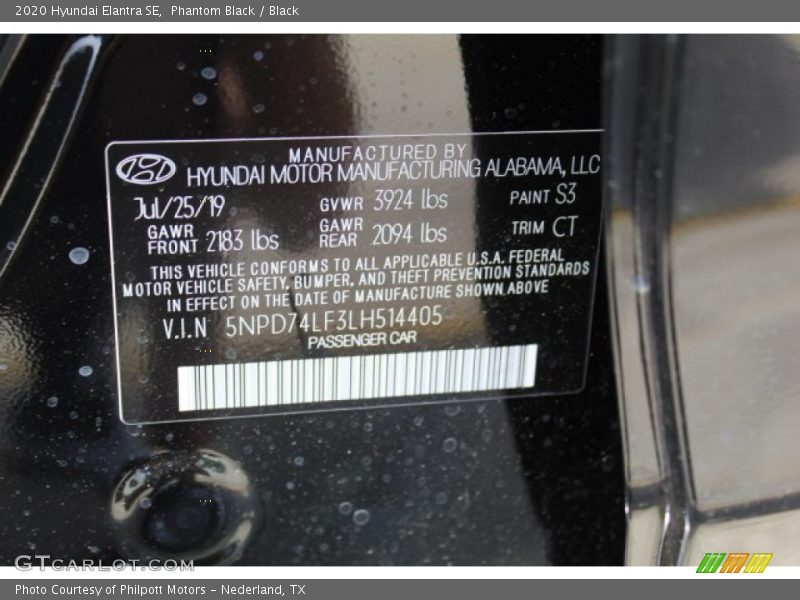 2020 Hyundai Elantra SE,  Phantom Black / Black
MANUFACTURED BY
HYUNDAI MOTOR MANUFACTURING ALABAMA, LLC
Jul/25/19 GVWR 3924 lbs PAINT S3
GAWR FRONT 2183 lbs GAWR REAR 2094 lbs TRIM CT
THIS VEHICLE CONFORMS TO ALL APPLICABLE U.S.A. FEDERAL
MOTOR VEHICLE SAFETY, BUMPER, AND THEFT PREVENTION STANDARDS
IN EFFECT ON THE DATE OF MANUFACTURE SHOWN ABOVE
V.I.N 5NPD74LF3LH514405
PASSENGER CAR
GTCARLOT.COM
Photo Courtesy of Philpott Motors - Nederland, TX